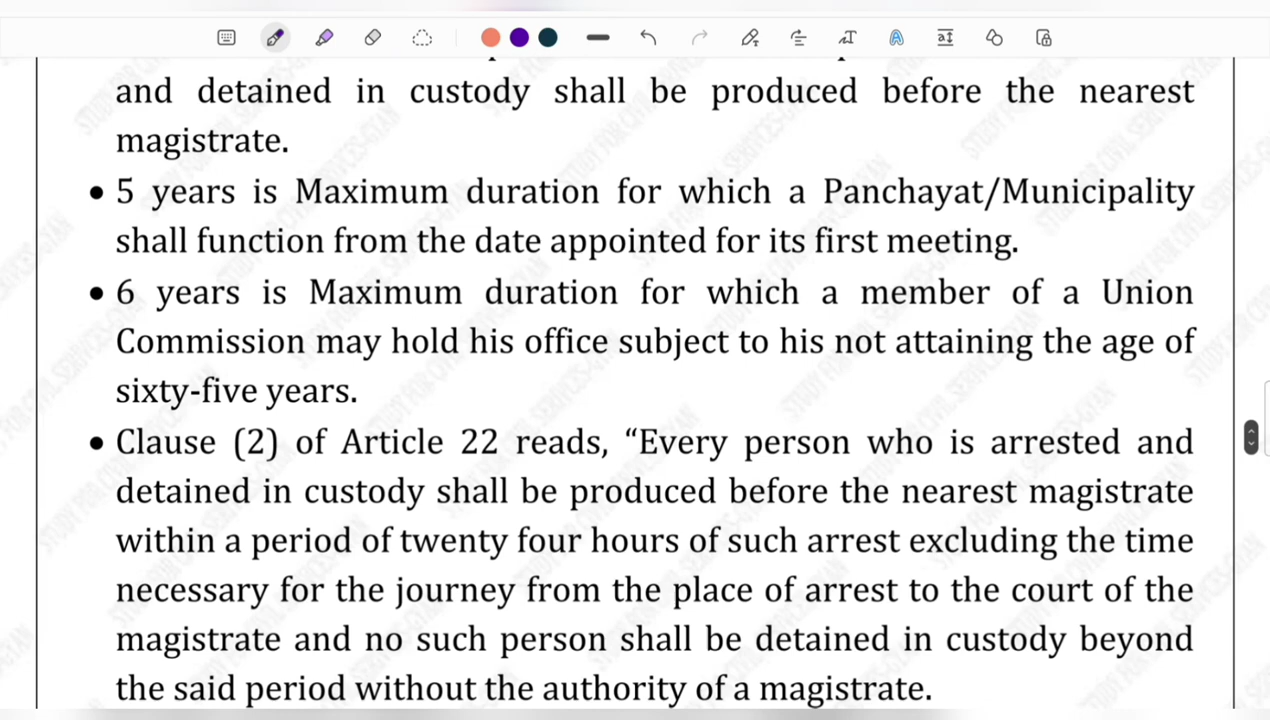 and detained in custody shall be produced before the nearest
magistrate.
• 5 years is Maximum duration for which a Panchayat/Municipality
shall function from the date appointed for its first meeting.
• 6 years is Maximum duration for which a member of a Union
Commission may hold his office subject to his not attaining the age of
sixty-five years.
• Clause (2) of Article 22 reads, “Every person who is arrested and
detained in custody shall be produced before the nearest magistrate
within a period of twenty four hours of such arrest excluding the time
necessary for the journey from the place of arrest to the court of the
magistrate and no such person shall be detained in custody beyond
the said period without the authority of a magistrate.